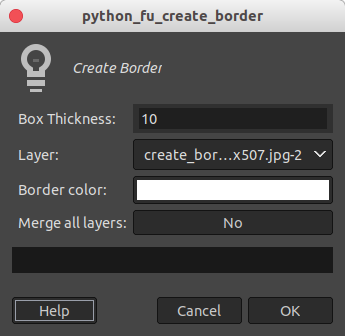 python_fu_create_border
Create Border
Box Thickness: 10
Layer: create_bor...x507.jpg-2
Border color:
Merge all layers: No
Help Cancel OK